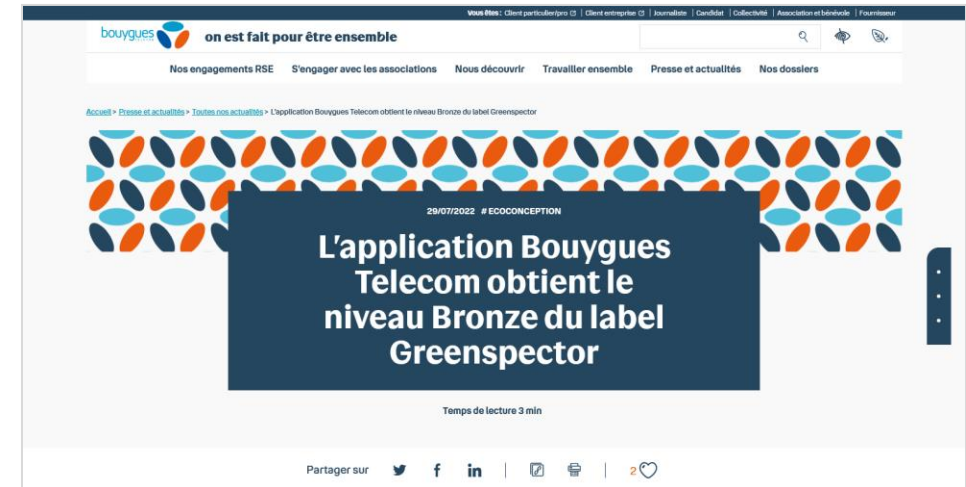 Vous êtes : Client particulier/pro | Client entreprise | Journaliste | Candidat | Collectivité | Association et bénévole | Fournisseur
bouygues on est fait pour être ensemble
Nos engagements RSE S'engager avec les associations Nous découvrir Travailler ensemble Presse et actualités Nos dossiers
Accueil > Presse et actualités > Toutes nos actualités > L'application Bouygues Telecom obtient le niveau Bronze du label Greenspector
29/07/2022 #ECOCONCEPTION
L'application Bouygues
Telecom obtient le
niveau Bronze du label
Greenspector
Temps de lecture 3 min
Partager sur f in | | 2